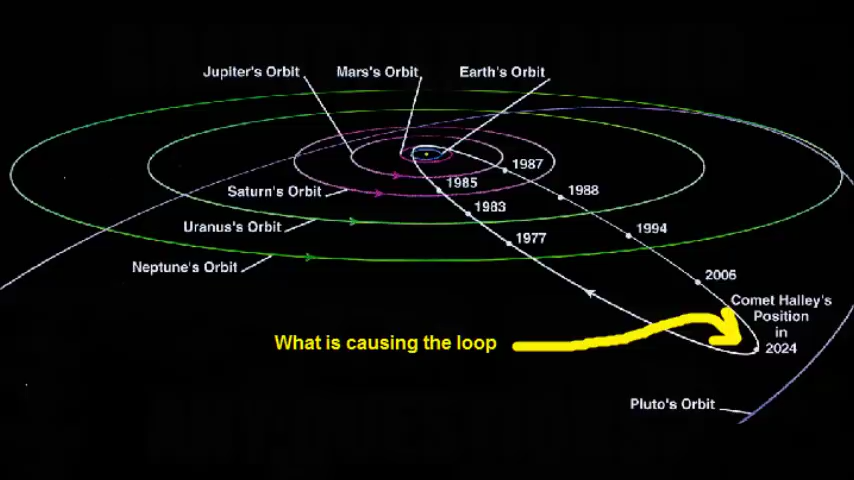 Jupiter's Orbit
Mars's Orbit
Earth's Orbit
1987
1985
1988
Saturn's Orbit
1983
Uranus's Orbit
1994
1977
Neptune's Orbit
2005
Comet Halley's
Position
in
2024
What is causing the loop
Pluto's Orbit